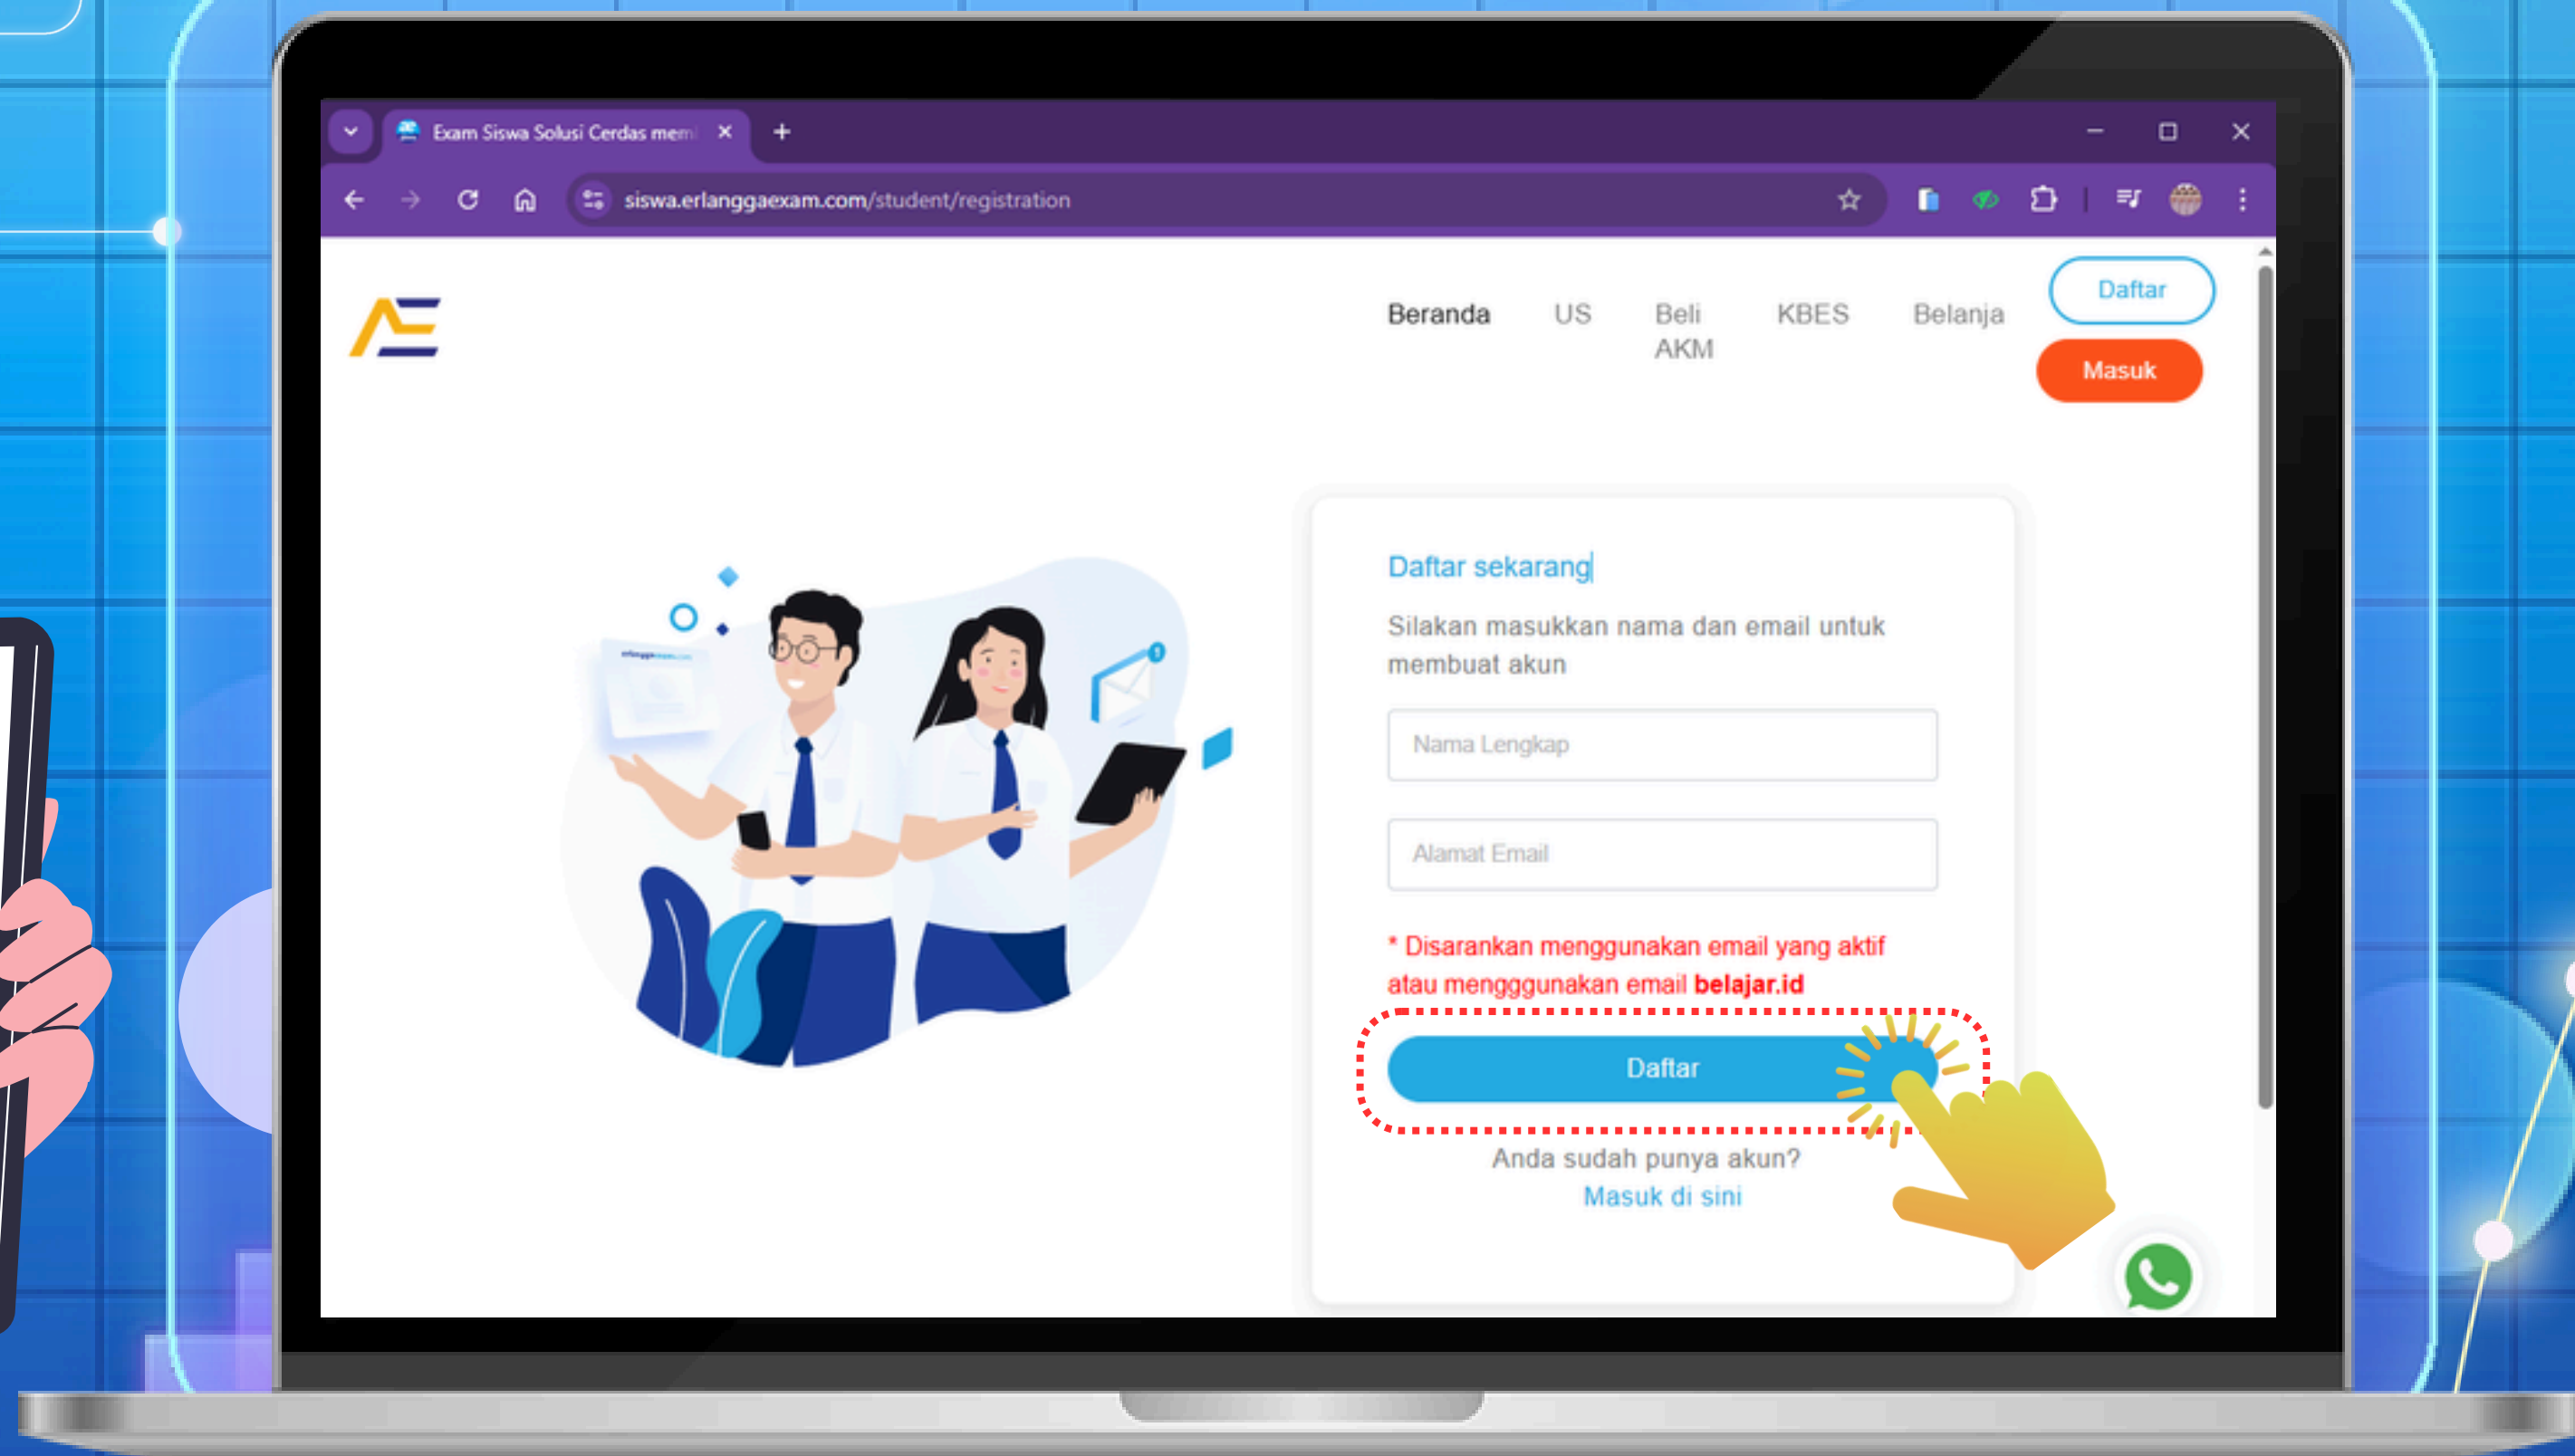 Exam Siswa Solusi Cerdas mem
siswa.erlanggaexam.com/student/registration
Beranda
US
Beli
AKM
KBES
Belanja
Daftar
Masuk
Daftar sekarang
Silakan masukkan nama dan email untuk
membuat akun
Nama Lengkap
Alamat Email
* Disarankan menggunakan email yang aktif
atau mengggunakan email belajar.id
Daftar
Anda sudah punya akun?
Masuk di sini